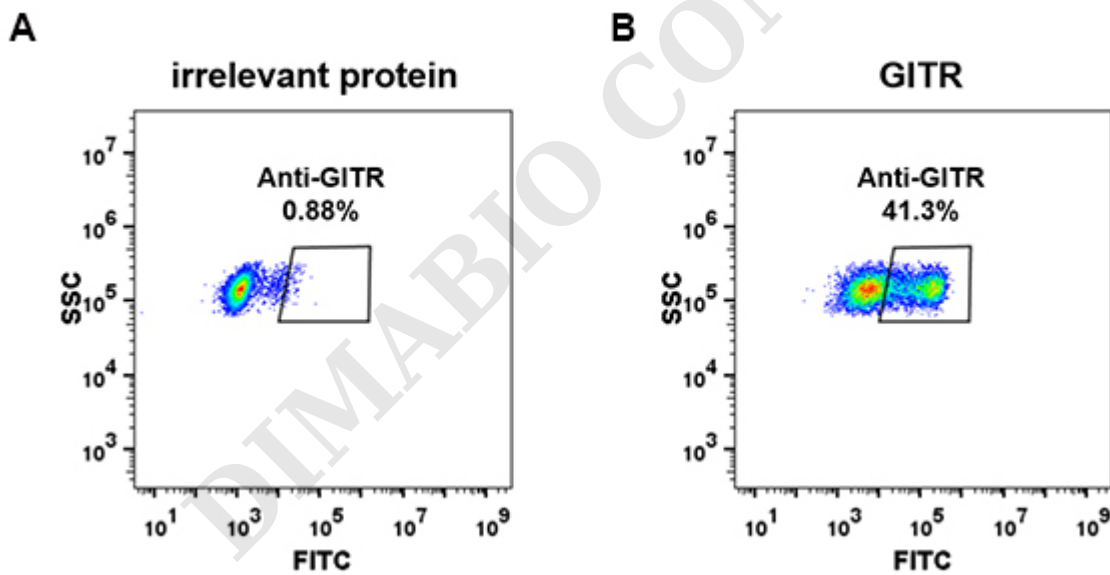 A
irrelevant protein
Anti-GITR
0.88%
SSC
10^7
10^6
10^5
10^4
10^3
10^1 10^3 10^5 10^7 10^9
FITC
B
GITR
Anti-GITR
41.3%
SSC
10^7
10^6
10^5
10^4
10^3
10^1 10^3 10^5 10^7 10^9
FITC
DIMABIO